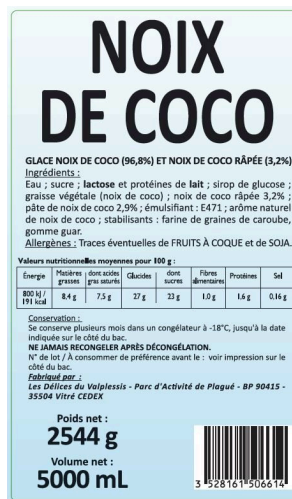 NOIX
DE COCO
GLACE NOIX DE COCO (96,8%) ET NOIX DE COCO RÂPÉE (3,2%)
Ingrédients :
Eau ; sucre ; lactose et protéines de lait ; sirop de glucose ;
graisse végétale (noix de coco) ; noix de coco râpée 3,2% ;
pâte de noix de coco 2,9% ; émulsifiant : E471 ; arôme naturel
de noix de coco ; stabilisants : farine de graines de caroube,
gomme guar.
Allergènes : Traces éventuelles de FRUITS À COQUE et de SOJA.
Valeurs nutritionnelles moyennes pour 100 g :
Énergie Matières grasses dont acides gras saturés Glucides dont sucres Fibres alimentaires Protéines Sel
800 kJ / 191 kcal 8,4 g 7,5 g 27 g 23 g 1,0 g 1,6 g 0,16 g
Conservation :
Se conserve plusieurs mois dans un congélateur à -18°C, jusqu'à la date
indiquée sur le côté du bac.
NE JAMAIS RECONGELER APRÈS DÉCONGÉLATION.
N° de lot / À consommer de préférence avant le : voir impression sur le
côté du bac.
Fabriqué par :
Les Délices du Valplessis - Parc d'Activité de Plagué - BP 90415 -
35504 Vitré CEDEX
Poids net :
2544 g
Volume net :
5000 mL
3 528161 506614